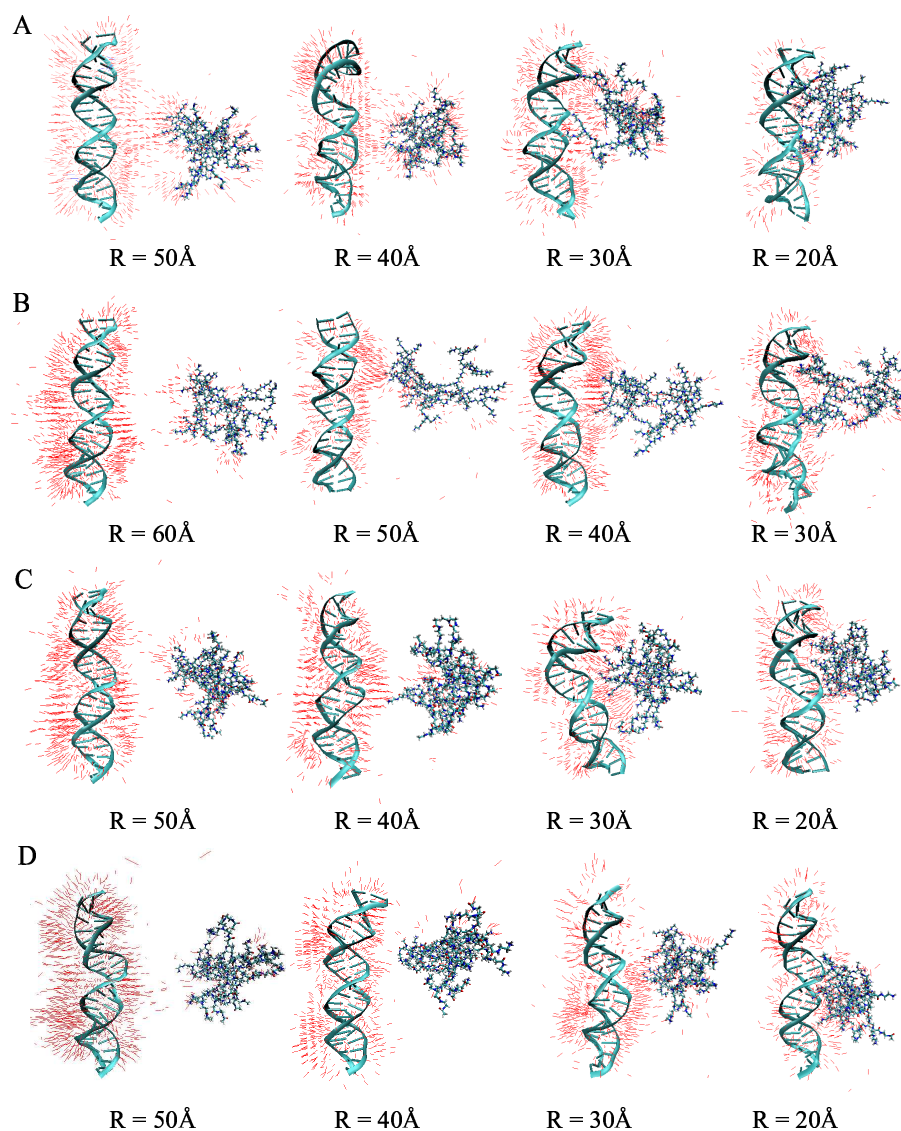 A
R = 50Å
R = 40Å
R = 30Å
R = 20Å
B
R = 60Å
R = 50Å
R = 40Å
R = 30Å
C
R = 50Å
R = 40Å
R = 30Å
R = 20Å
D
R = 50Å
R = 40Å
R = 30Å
R = 20Å